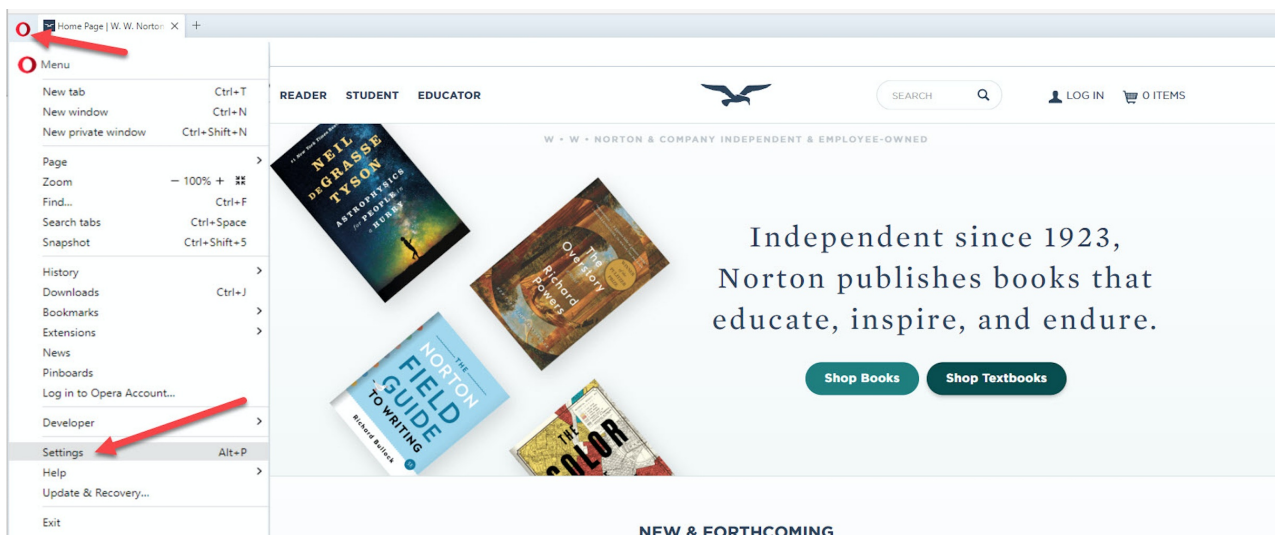 Home Page | W. W. Norton
Menu
New tab Ctrl+T
New window Ctrl+N
New private window Ctrl+Shift+N
Page
Zoom — 100% +
Find... Ctrl+F
Search tabs Ctrl+Space
Snapshot Ctrl+Shift+5
History
Downloads Ctrl+J
Bookmarks
Extensions
News
Pinboards
Log in to Opera Account...
Developer
Settings Alt+P
Help
Update & Recovery...
Exit
READER STUDENT EDUCATOR
SEARCH
LOG IN 0 ITEMS
W • W • NORTON & COMPANY INDEPENDENT & EMPLOYEE-OWNED
NEIL
DEGRASSE
TYSON
ASTROPHYSICS
for PEOPLE in
a HURRY
The
Overstory
Richard
Powers
THE
NORTON
FIELD
GUIDE
TO WRITING
Richard Bullock
THE
COLOR
Independent since 1923,
Norton publishes books that
educate, inspire, and endure.
Shop Books Shop Textbooks
NEW & FORTHCOMING